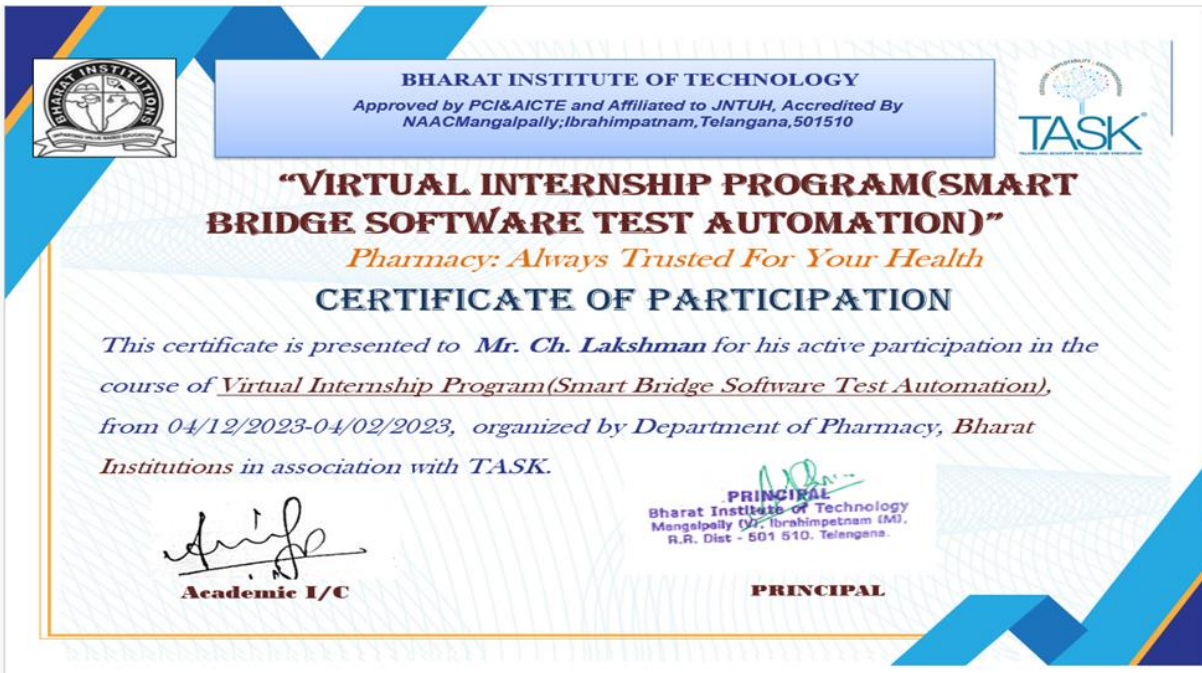 BHARAT INSTITUTIONS
BHARAT INSTITUTE OF TECHNOLOGY
Approved by PCI&AICTE and Affiliated to JNTUH, Accredited By
NAACMangalpally;Ibrahimpatnam,Telangana,501510
TASK
“VIRTUAL INTERNSHIP PROGRAM(SMART
BRIDGE SOFTWARE TEST AUTOMATION)”
Pharmacy: Always Trusted For Your Health
CERTIFICATE OF PARTICIPATION
This certificate is presented to Mr. Ch. Lakshman for his active participation in the
course of Virtual Internship Program(Smart Bridge Software Test Automation),
from 04/12/2023-04/02/2023, organized by Department of Pharmacy, Bharat
Institutions in association with TASK.
PRINCIPAL
Bharat Institute of Technology
Mangalpally (V), Ibrahimpetnam (M),
R.R. Dist - 501 510. Telengana.
Academic I/C
PRINCIPAL